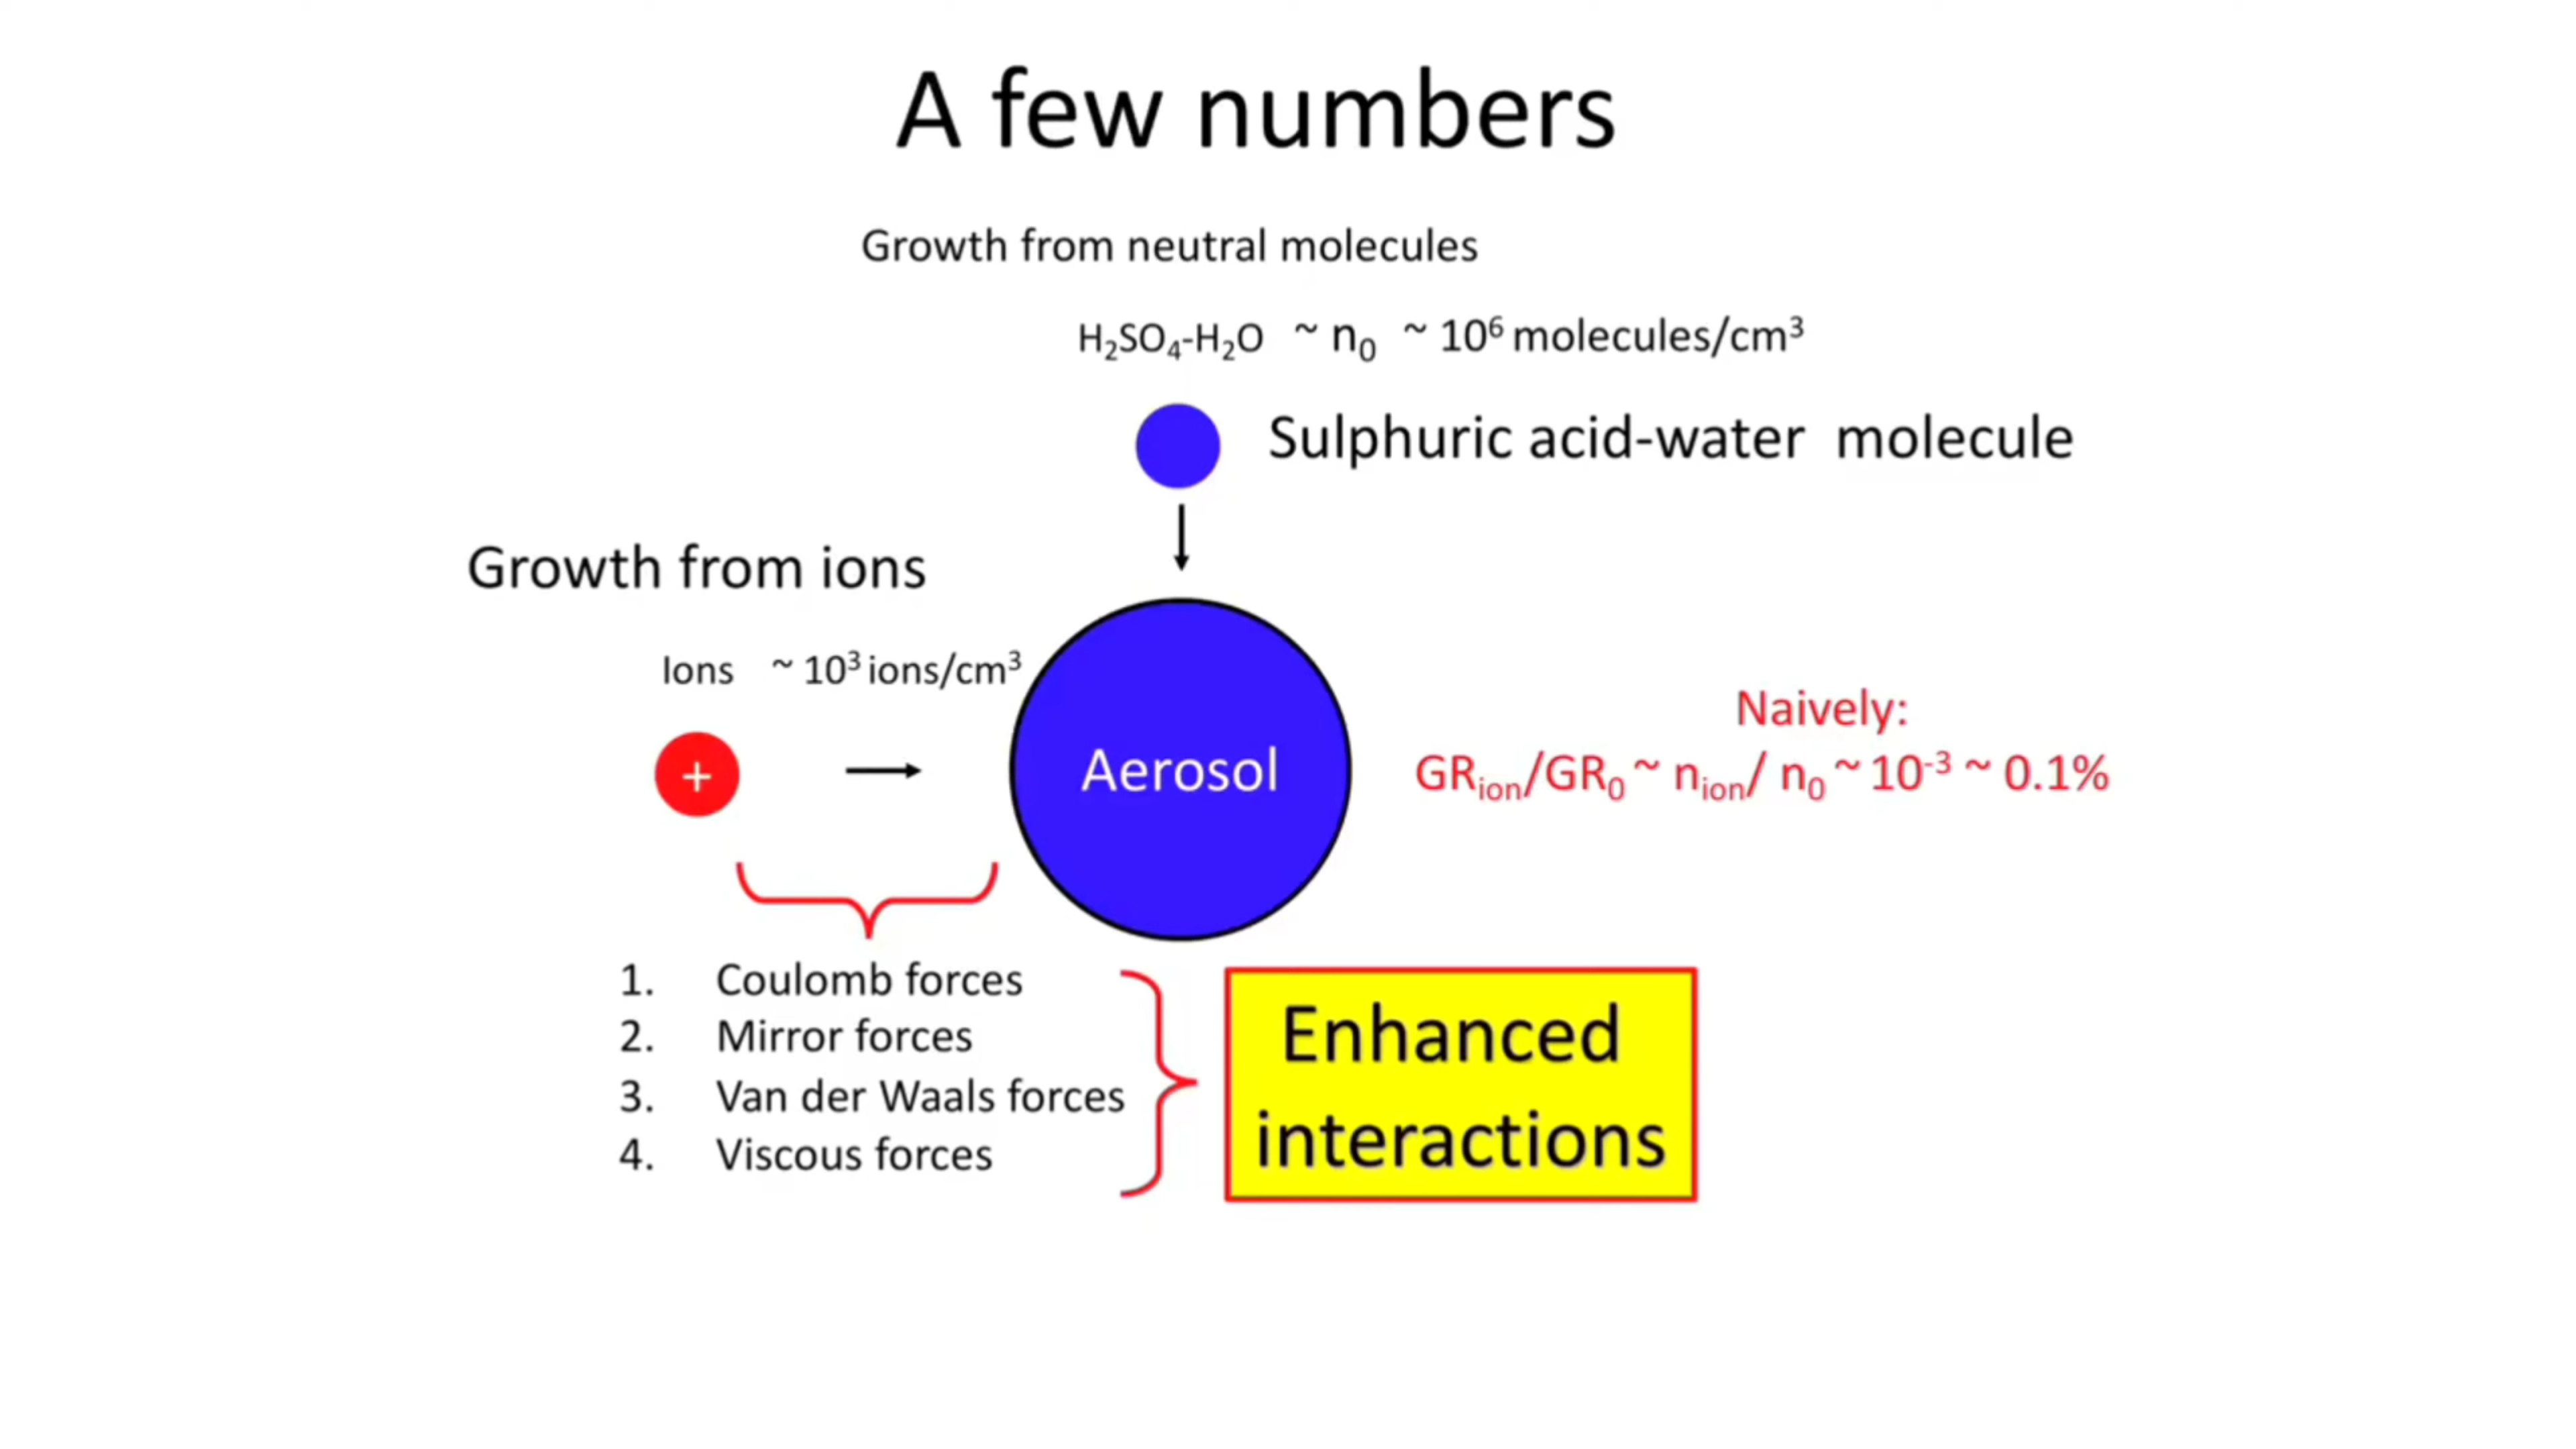 A few numbers
Growth from neutral molecules
H₂SO₄-H₂O ~ n₀ ~ 10⁶ molecules/cm³
Sulphuric acid-water molecule
Growth from ions
Ions ~ 10³ ions/cm³
+
Aerosol
Naively:
GRᵢₒₙ/GR₀ ~ nᵢₒₙ/ n₀ ~ 10⁻³ ~ 0.1%
1. Coulomb forces
2. Mirror forces
3. Van der Waals forces
4. Viscous forces
Enhanced
interactions